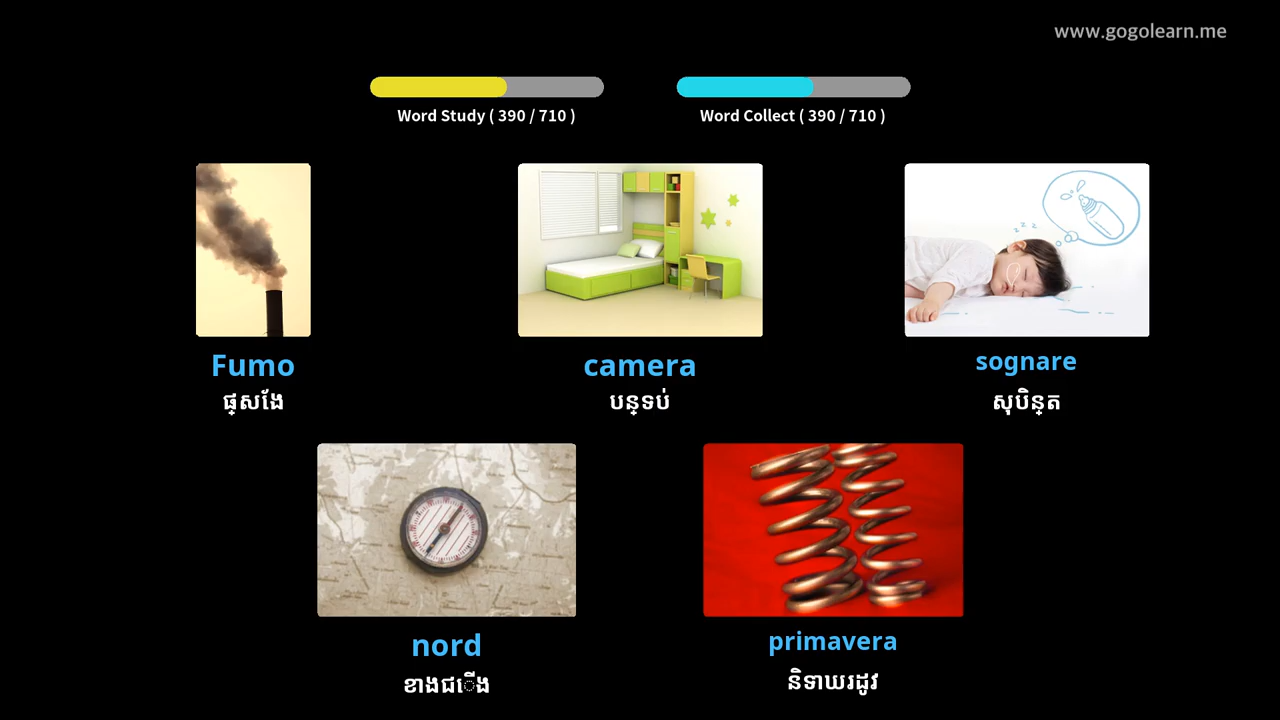 www.gogolearn.me
Word Study ( 390 / 710 )
Word Collect ( 390 / 710 )
Fumo
ផ្សែង
camera
បន្ទប់
sognare
សុបិន្ត
nord
ខាងជើង
primavera
និទាឃរដូវ